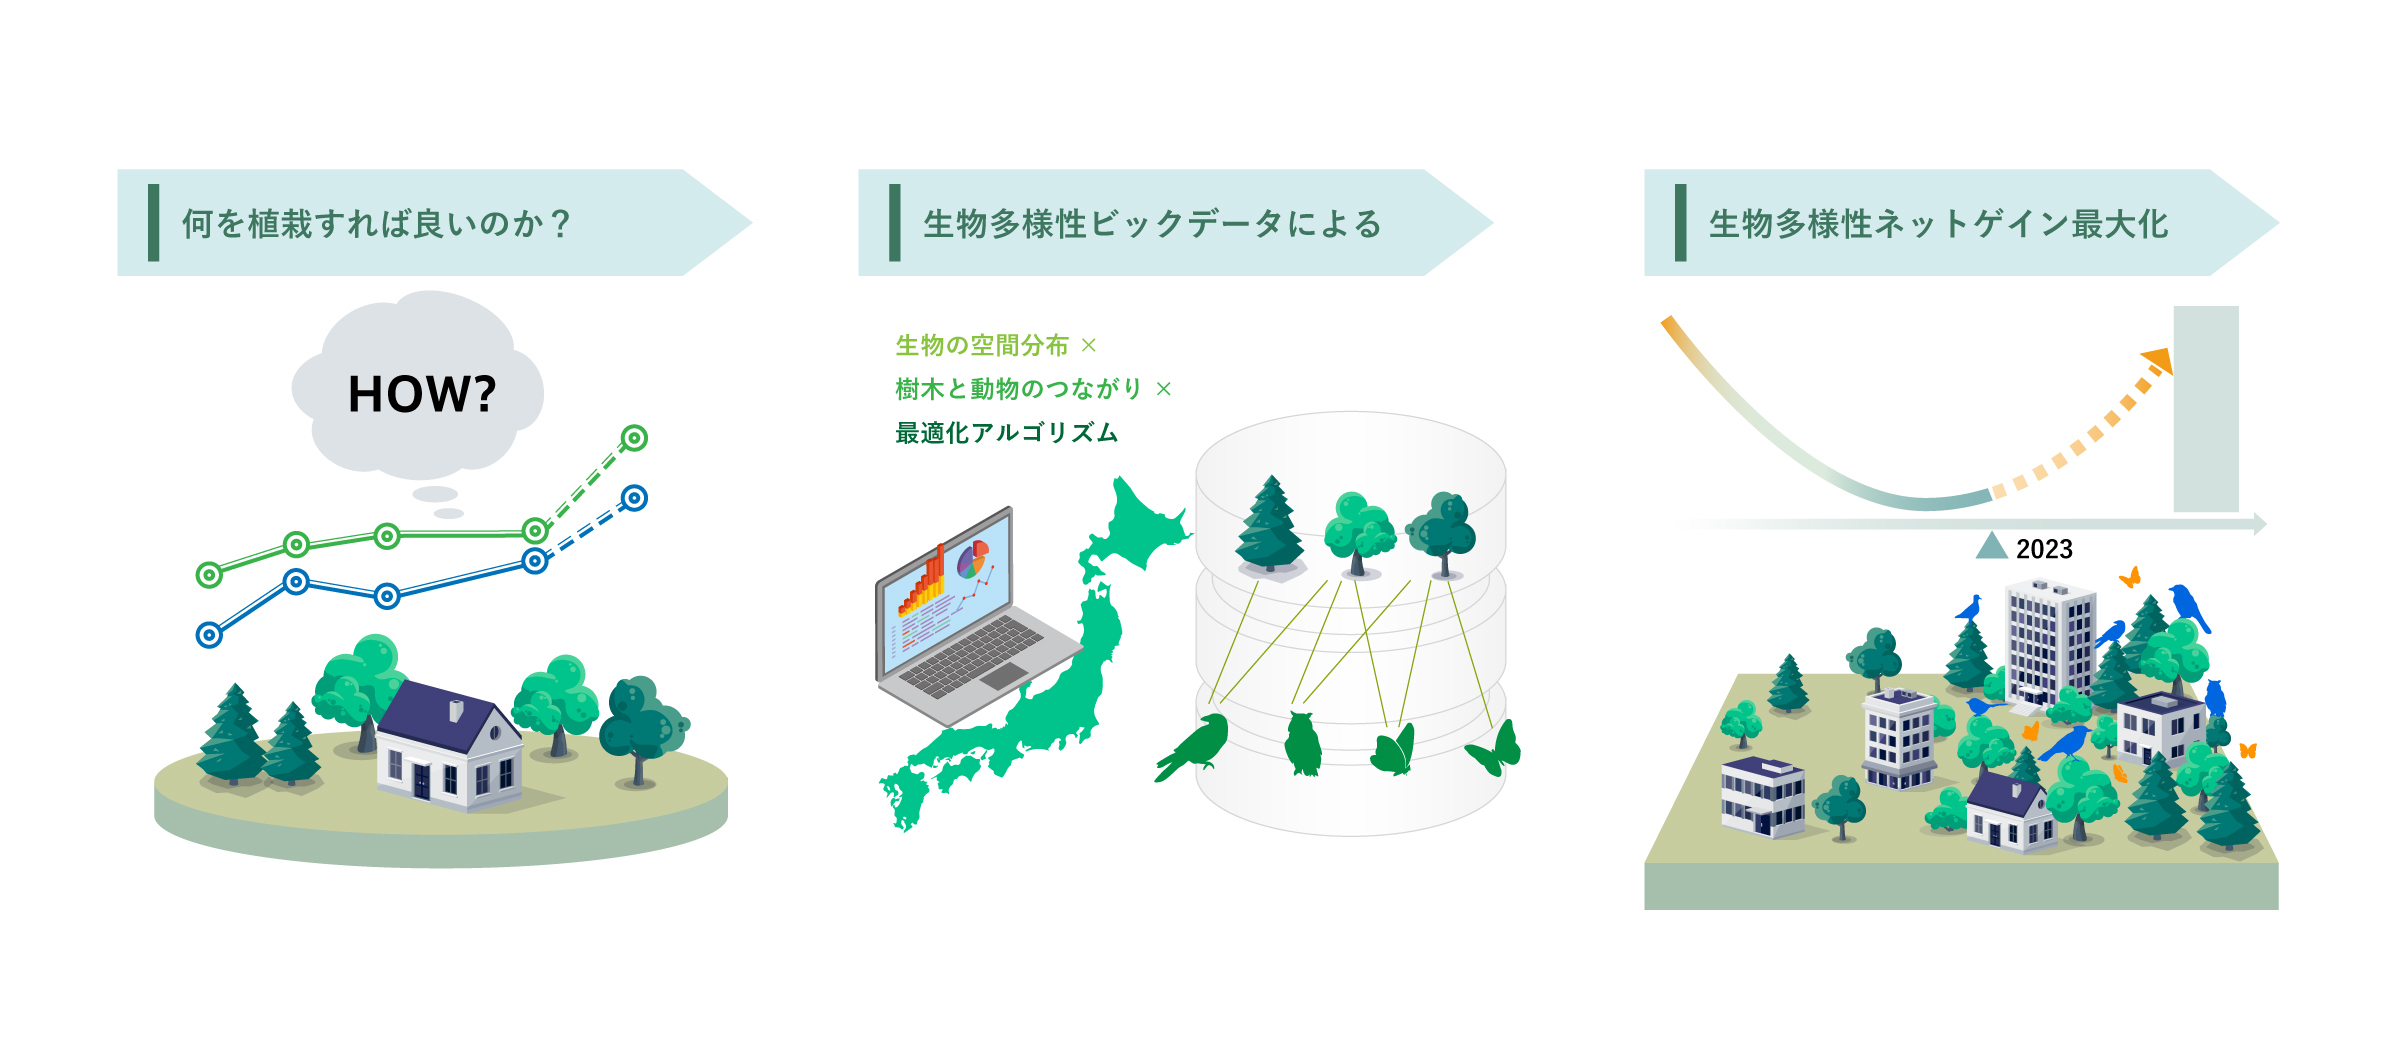 何を植栽すれば良いのか？
HOW?
生物多様性ビックデータによる
生物の空間分布 ×
樹木と動物のつながり ×
最適化アルゴリズム
生物多様性ネットゲイン最大化
2023